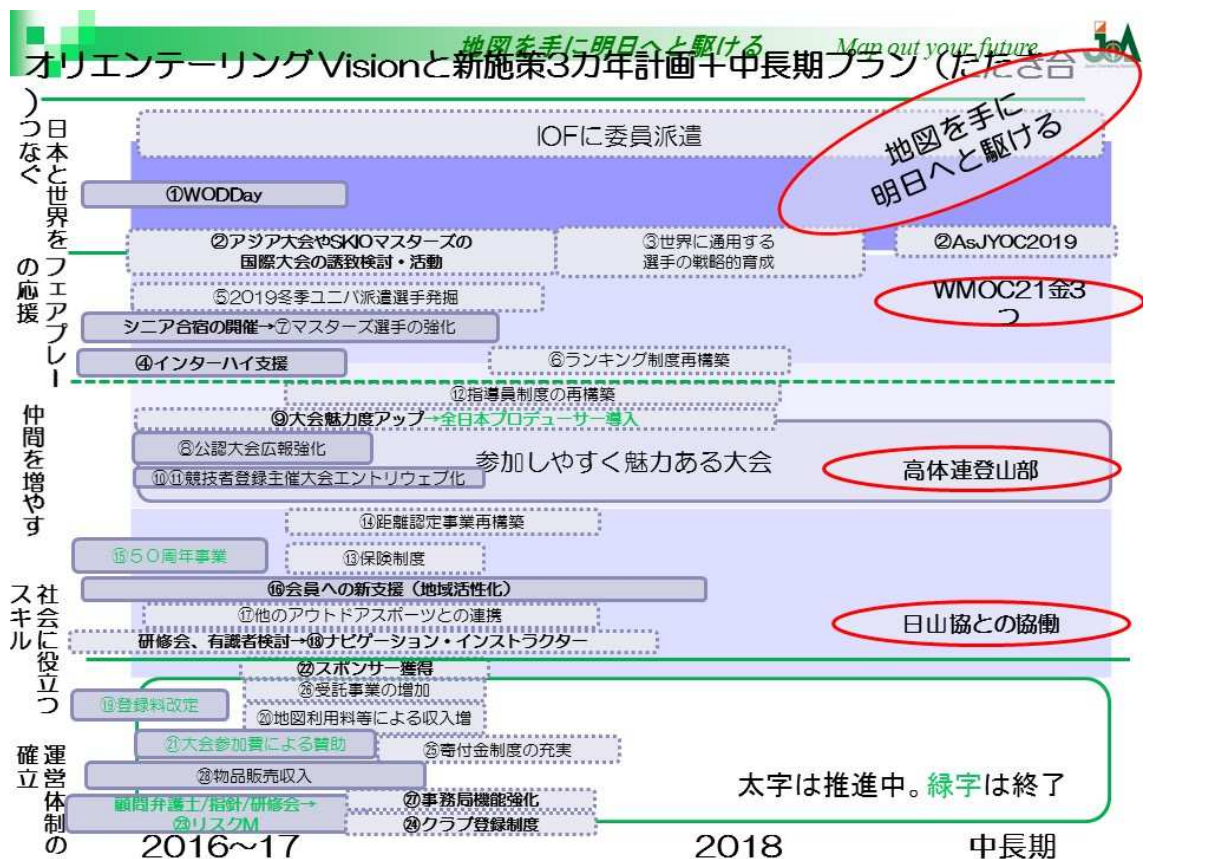 地図を手に明日へと駆ける Map out your future
JOA
オリエンテーリングVisionと新施策3カ年計画+中長期プラン（たたき台
）
日本と世界を
つなぐ
IOFに委員派遣
地図を手に
明日へと駆ける
①WODDay
②アジア大会やSKIOマスターズの
国際大会の誘致検討・活動
③世界に通用する
選手の戦略的育成
②AsJYOC2019
フェアプレー
の応援
⑤2019冬季ユニバ派遣選手発掘
WMOC21金3
つ
シニア合宿の開催→⑦マスターズ選手の強化
④インターハイ支援
⑥ランキング制度再構築
仲間を増やす
⑫指導員制度の再構築
⑨大会魅力度アップ→全日本プロデューサー導入
⑧公認大会広報強化
参加しやすく魅力ある大会
高体連登山部
⑩⑪競技者登録主催大会エントリウェブ化
⑭距離認定事業再構築
⑮５０周年事業
⑬保険制度
社会に役立つ
スキル
⑯会員への新支援（地域活性化）
⑰他のアウトドアスポーツとの連携
日山協との協働
研修会、有識者検討→⑱ナビゲーション・インストラクター
㉒スポンサー獲得
㉖受託事業の増加
⑲登録料改定
⑳地図利用料等による収入増
運営体制の
確立
㉑大会参加費による賛助
㉕寄付金制度の充実
㉘物品販売収入
太字は推進中。緑字は終了
顧問弁護士/指針/研修会→
㉓リスクM
㉗事務局機能強化
㉔クラブ登録制度
2016～17
2018
中長期